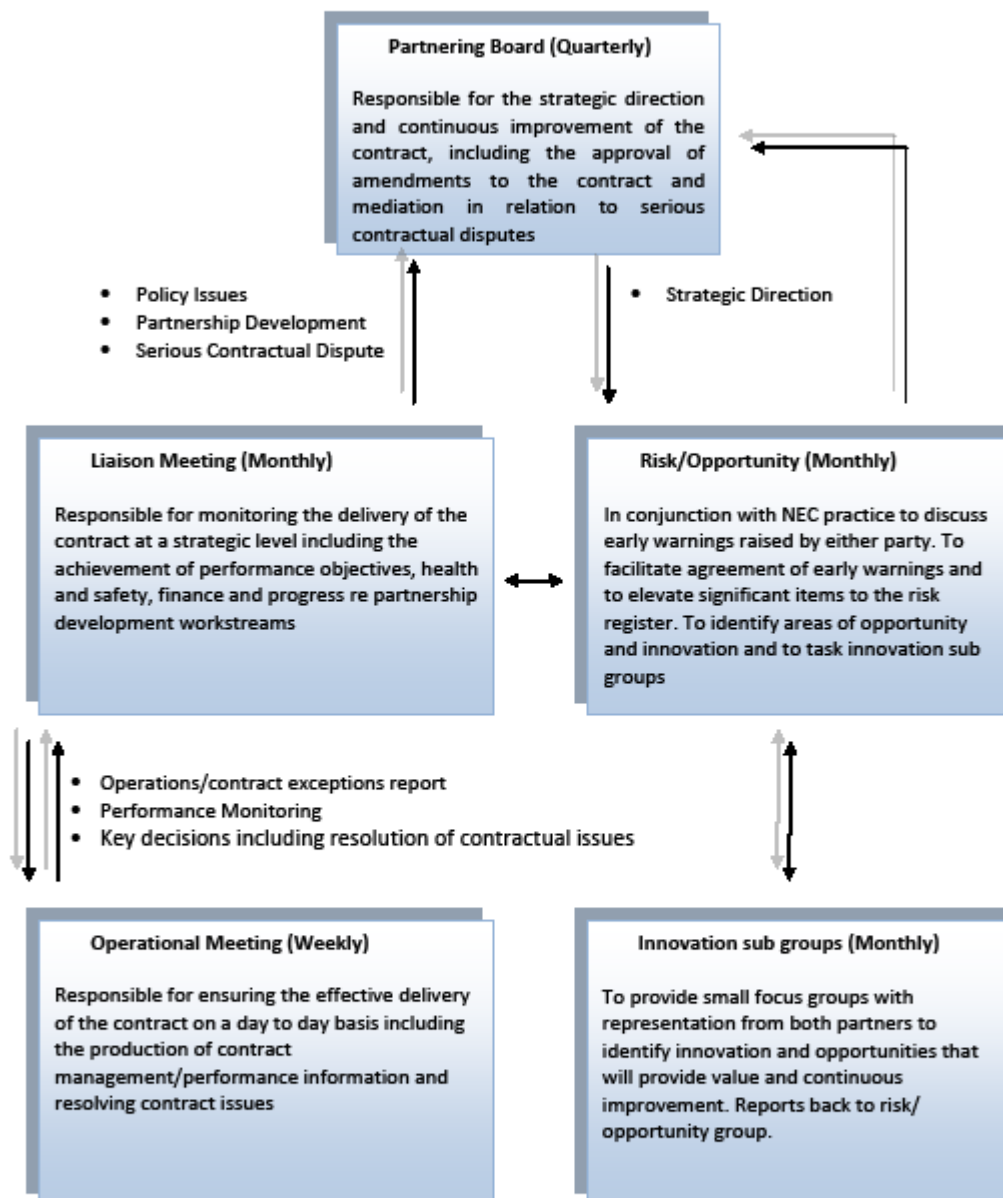 Partnering Board (Quarterly)
Responsible for the strategic direction
and continuous improvement of the
contract, including the approval of
amendments to the contract and
mediation in relation to serious
contractual disputes
• Policy Issues
• Partnership Development
• Serious Contractual Dispute
• Strategic Direction
Liaison Meeting (Monthly)
Responsible for monitoring the delivery of the
contract at a strategic level including the
achievement of performance objectives, health
and safety, finance and progress re partnership
development workstreams
Risk/Opportunity (Monthly)
In conjunction with NEC practice to discuss
early warnings raised by either party. To
facilitate agreement of early warnings and
to elevate significant items to the risk
register. To identify areas of opportunity
and innovation and to task innovation sub
groups
• Operations/contract exceptions report
• Performance Monitoring
• Key decisions including resolution of contractual issues
Operational Meeting (Weekly)
Responsible for ensuring the effective delivery
of the contract on a day to day basis including
the production of contract
management/performance information and
resolving contract issues
Innovation sub groups (Monthly)
To provide small focus groups with
representation from both partners to
identify innovation and opportunities that
will provide value and continuous
improvement. Reports back to risk/
opportunity group.